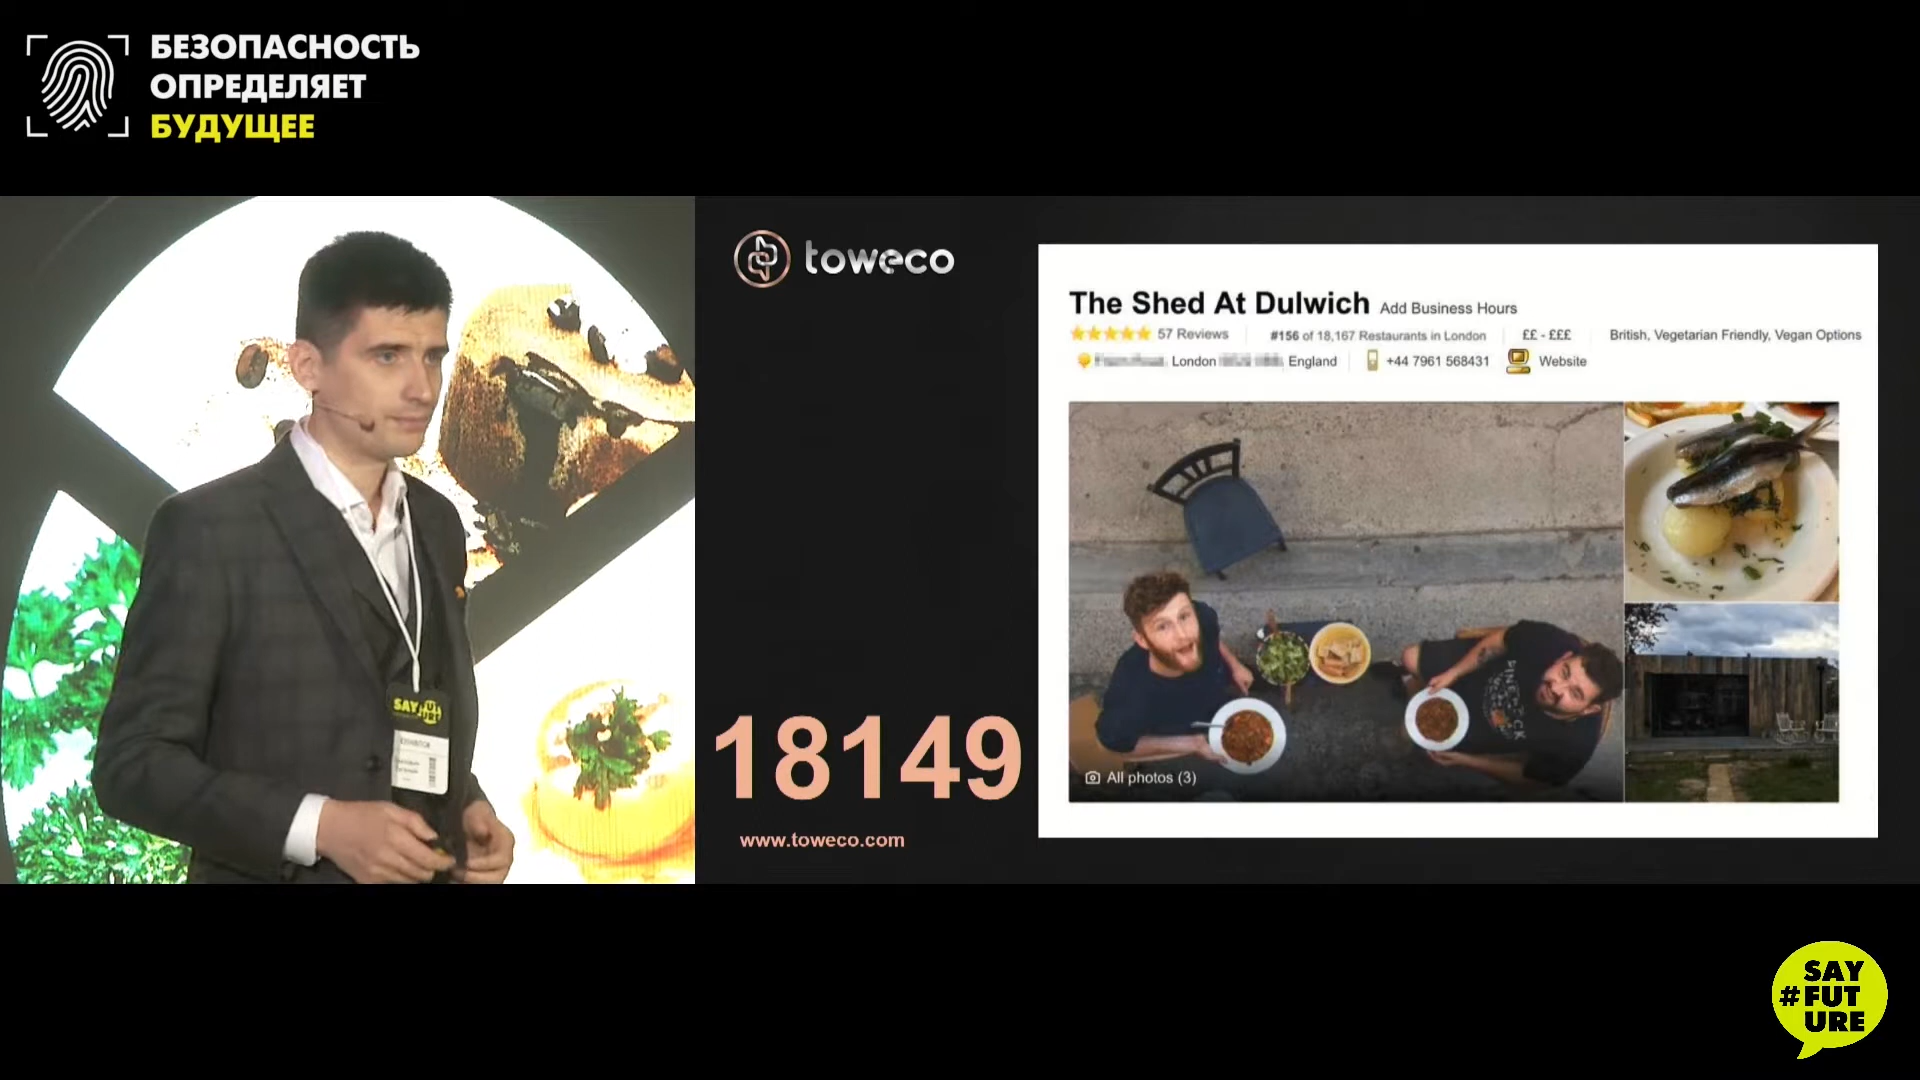 БЕЗОПАСНОСТЬ
ОПРЕДЕЛЯЕТ
БУДУЩЕЕ
toweco
The Shed At Dulwich Add Business Hours
57 Reviews #156 of 18,167 Restaurants in London ££ - £££ British, Vegetarian Friendly, Vegan Options
London England +44 7961 568431 Website
All photos (3)
18149
www.toweco.com
SAY FUTURE
SAY
#FUT
URE